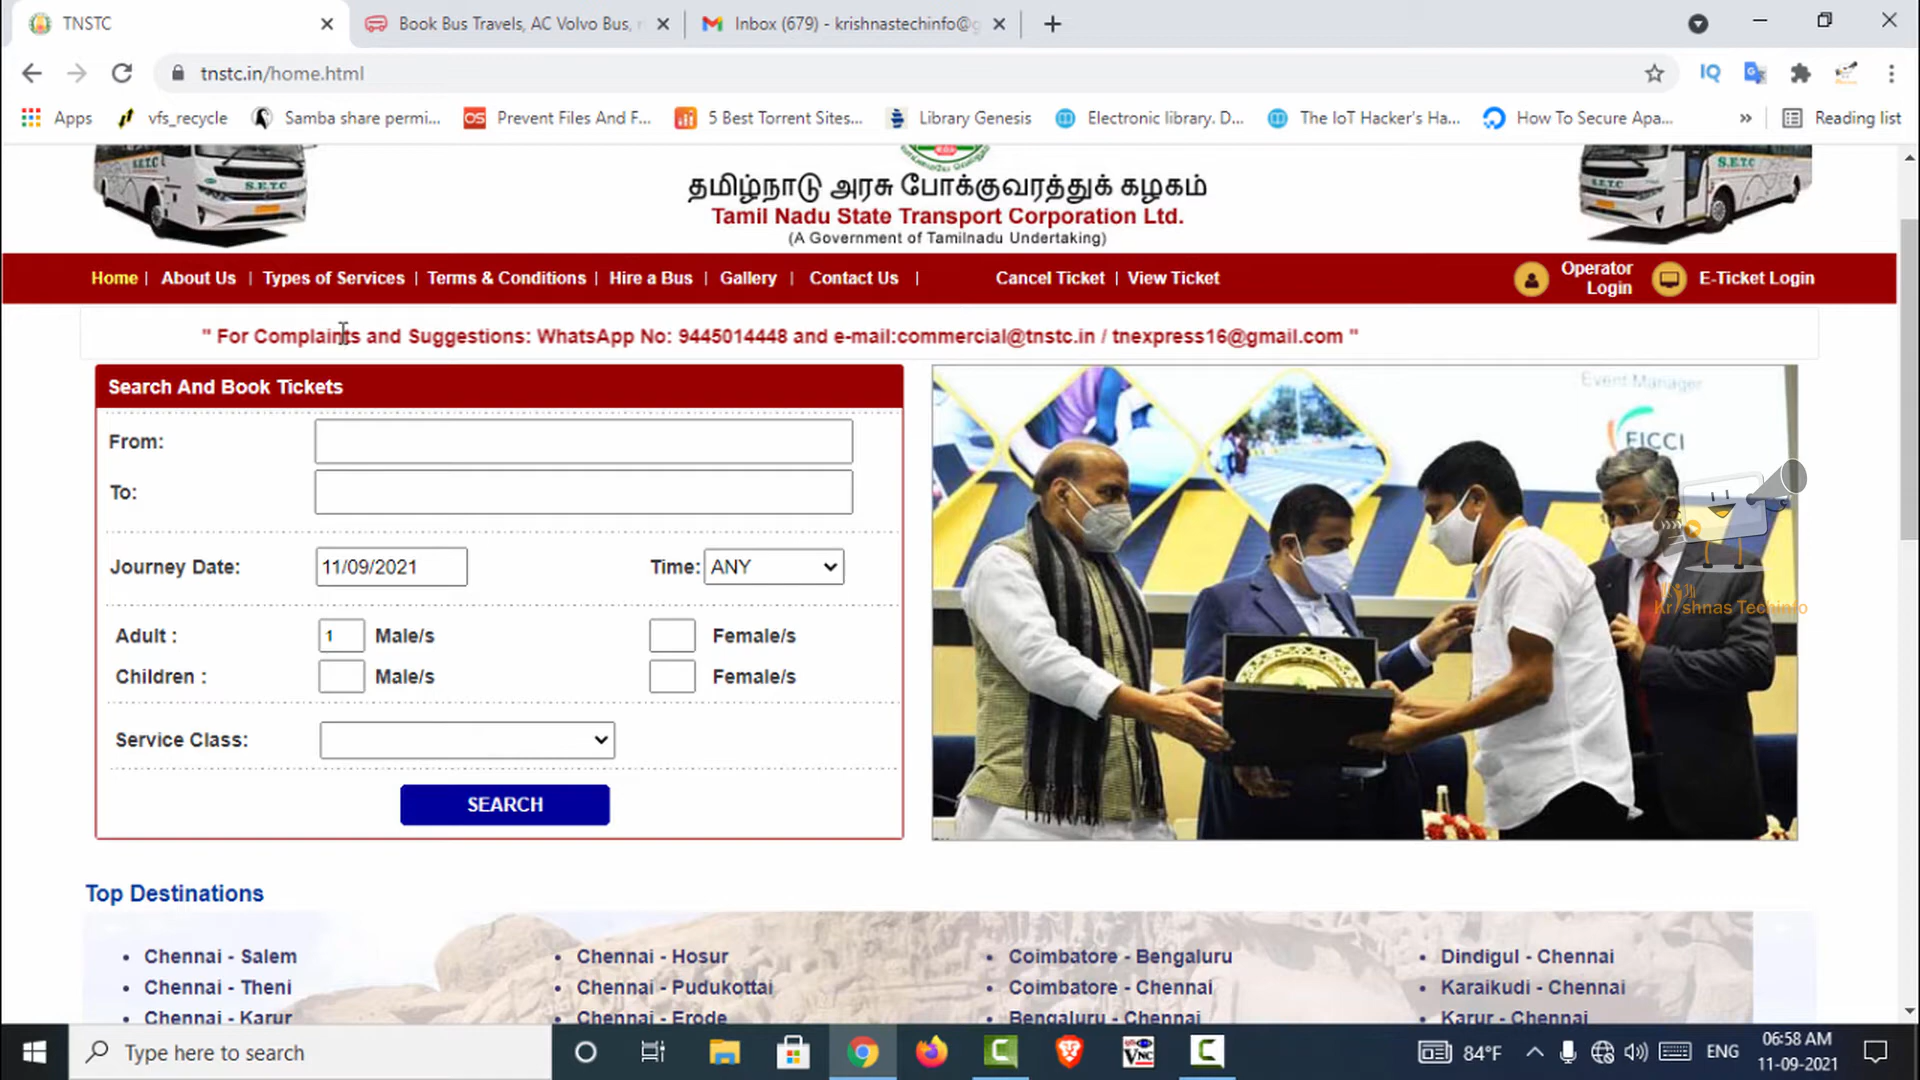 TNSTC
Book Bus Travels, AC Volvo Bus, r
Inbox (679) - krishnastechinfo@g
tnstc.in/home.html
IQ
Apps
vfs_recycle
Samba share permi...
OS
Prevent Files And F...
5 Best Torrent Sites...
Library Genesis
Electronic library. D...
The IoT Hacker's Ha...
How To Secure Apa...
Reading list
S.E.T.C
S.E.T.C
S.E.T.C
S.E.T.C
தமிழ்நாடு அரசு போக்குவரத்துக் கழகம்
Tamil Nadu State Transport Corporation Ltd.
(A Government of Tamilnadu Undertaking)
Home | About Us | Types of Services | Terms & Conditions | Hire a Bus | Gallery | Contact Us | Cancel Ticket | View Ticket
Operator Login
E-Ticket Login
" For Complaints and Suggestions: WhatsApp No: 9445014448 and e-mail:commercial@tnstc.in / tnexpress16@gmail.com "
Search And Book Tickets
From:
To:
Journey Date: 11/09/2021 Time: ANY
Adult : 1 Male/s Female/s
Children : Male/s Female/s
Service Class:
SEARCH
Event Manager
FICCI
Krishnas Techinfo
Top Destinations
Chennai - Salem
Chennai - Hosur
Coimbatore - Bengaluru
Dindigul - Chennai
Chennai - Theni
Chennai - Pudukottai
Coimbatore - Chennai
Karaikudi - Chennai
Chennai - Karur
Chennai - Erode
Bengaluru - Chennai
Karur - Chennai
Type here to search
VNC
84°F
ENG
06:58 AM
11-09-2021